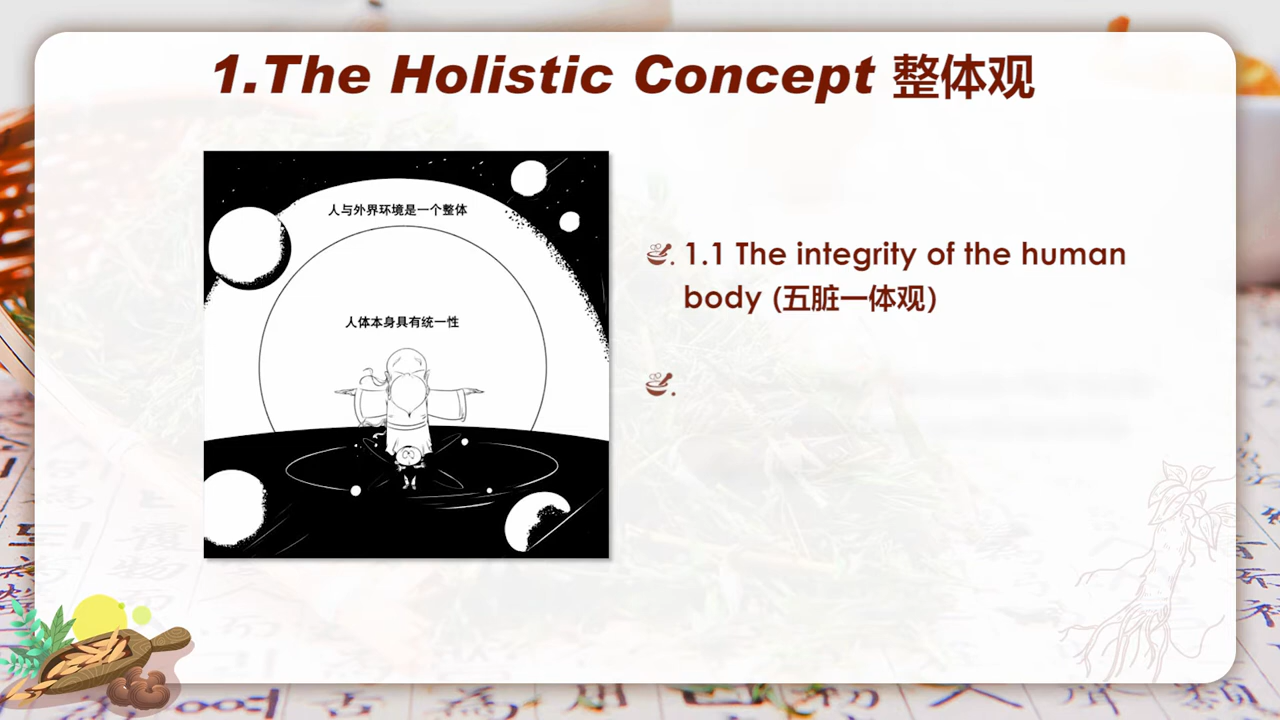 1.The Holistic Concept 整体观
人与外界环境是一个整体
人体本身具有统一性
1.1 The integrity of the human
body (五脏一体观)